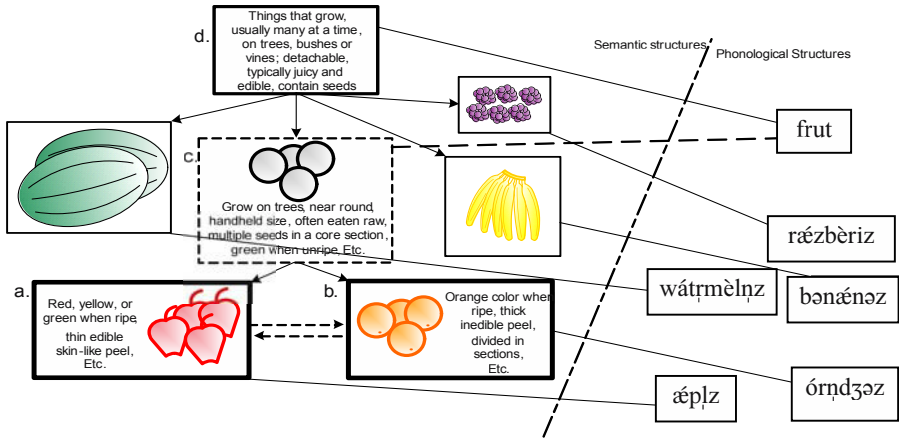 d.
Things that grow,
usually many at a time,
on trees, bushes or
vines; detachable,
typically juicy and
edible, contain seeds
Semantic structures
Phonological Structures
frut
c.
Grow on trees, near round,
handheld size, often eaten raw,
multiple seeds in a core section,
green when unripe, Etc.
rǽzbèriz
wátr̩mèln̩z
bənǽnəz
a.
Red, yellow, or
green when ripe,
thin edible
skin-like peel,
Etc.
b.
Orange color when
ripe, thick
inedible peel,
divided in
sections,
Etc.
ǽpl̩z
órn̩dʒəz